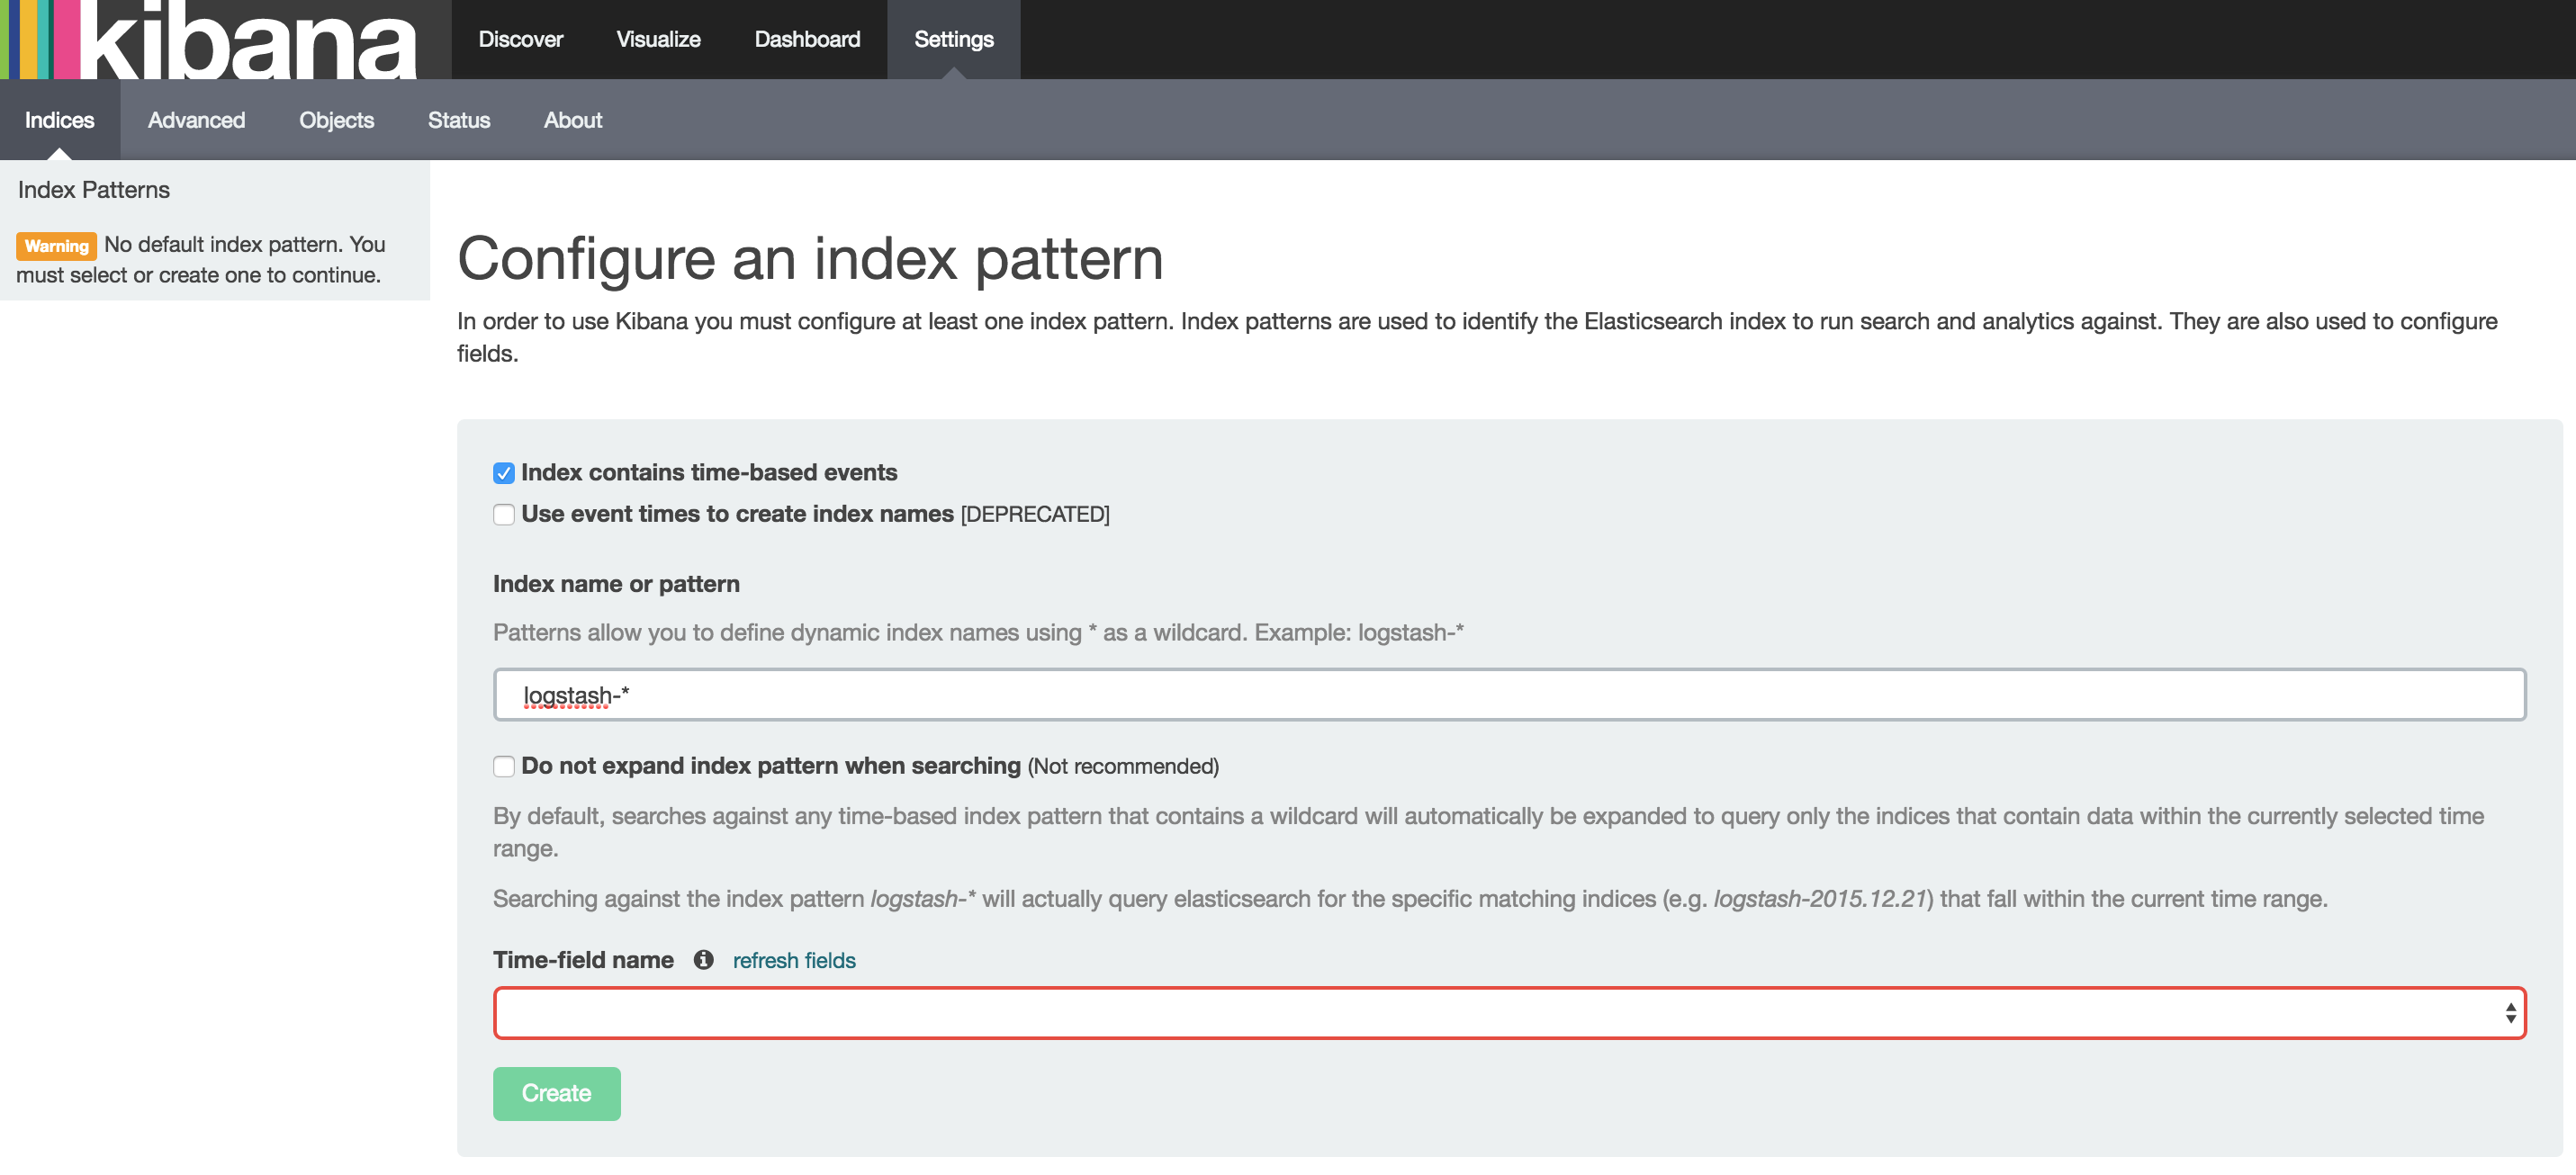 kibana
Discover Visualize Dashboard Settings
Indices Advanced Objects Status About
Index Patterns
Warning No default index pattern. You
must select or create one to continue.
Configure an index pattern
In order to use Kibana you must configure at least one index pattern. Index patterns are used to identify the Elasticsearch index to run search and analytics against. They are also used to configure
fields.
Index contains time-based events
Use event times to create index names [DEPRECATED]
Index name or pattern
Patterns allow you to define dynamic index names using * as a wildcard. Example: logstash-*
logstash-*
Do not expand index pattern when searching (Not recommended)
By default, searches against any time-based index pattern that contains a wildcard will automatically be expanded to query only the indices that contain data within the currently selected time
range.
Searching against the index pattern logstash-* will actually query elasticsearch for the specific matching indices (e.g. logstash-2015.12.21) that fall within the current time range.
Time-field name refresh fields
Create